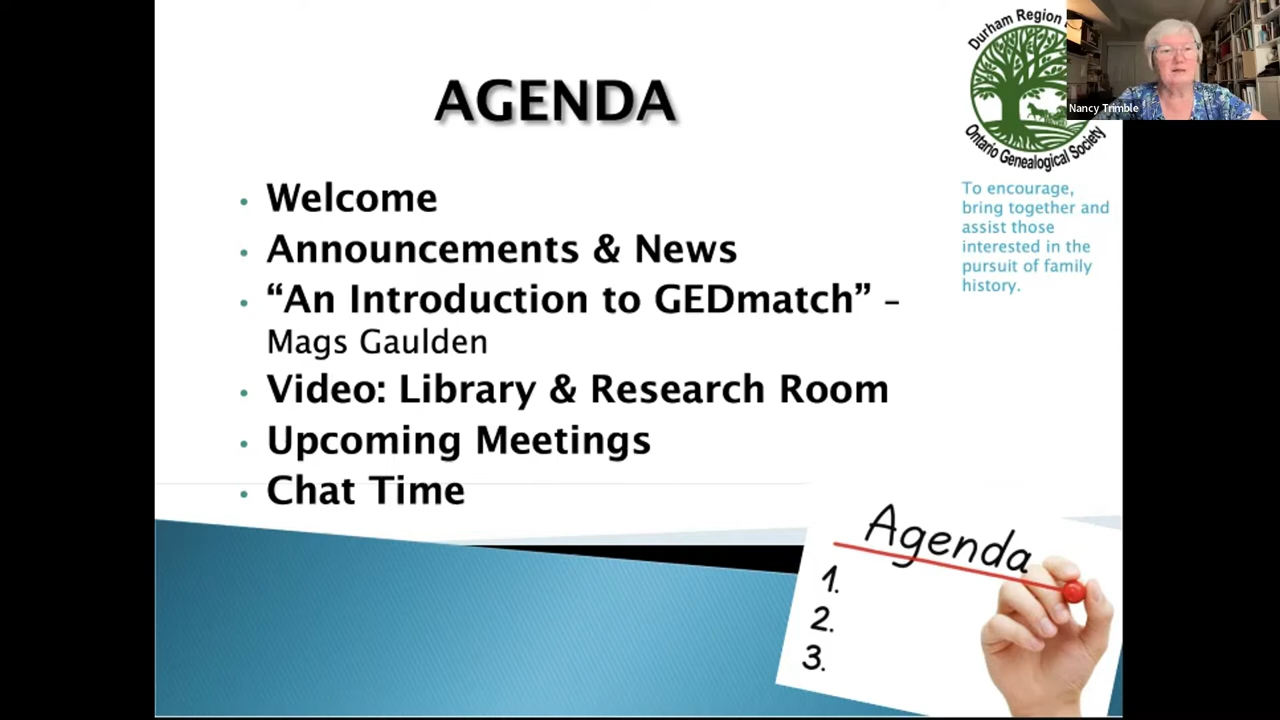 AGENDA
• Welcome
• Announcements & News
• “An Introduction to GEDmatch” –
Mags Gaulden
• Video: Library & Research Room
• Upcoming Meetings
• Chat Time
Durham Region
Ontario Genealogical Society
Nancy Trimble
To encourage,
bring together and
assist those
interested in the
pursuit of family
history.
Agenda
1.
2.
3.